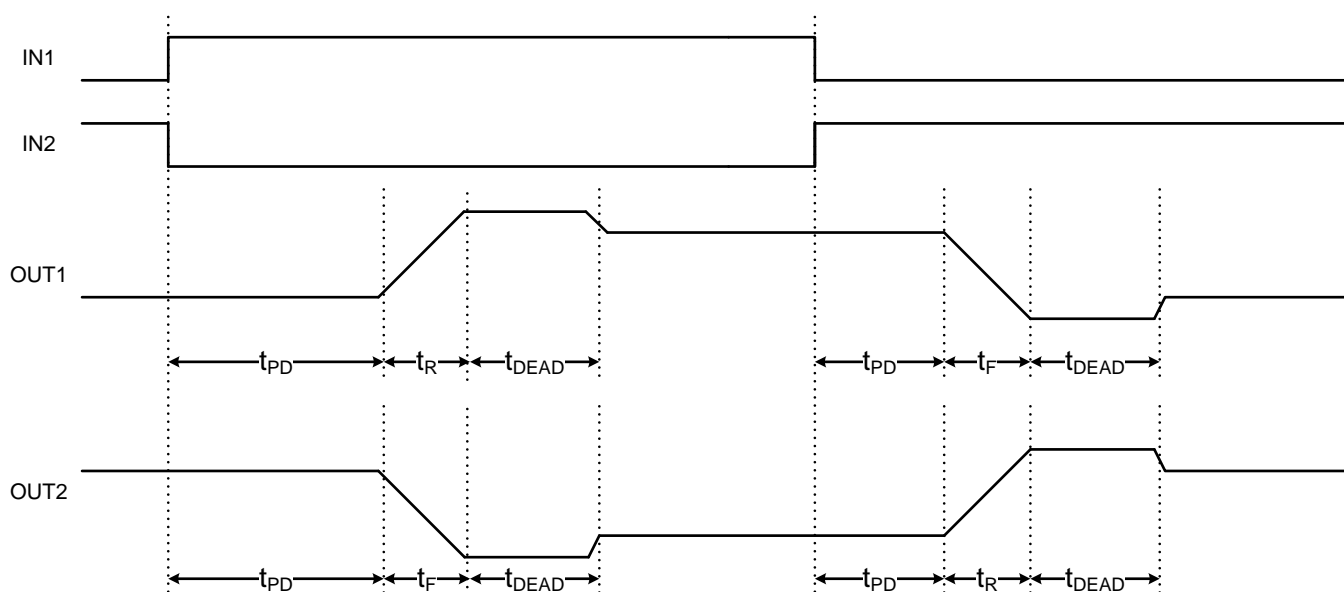 IN1
IN2
OUT1
tPD tR tDEAD tPD tF tDEAD
OUT2
tPD tF tDEAD tPD tR tDEAD